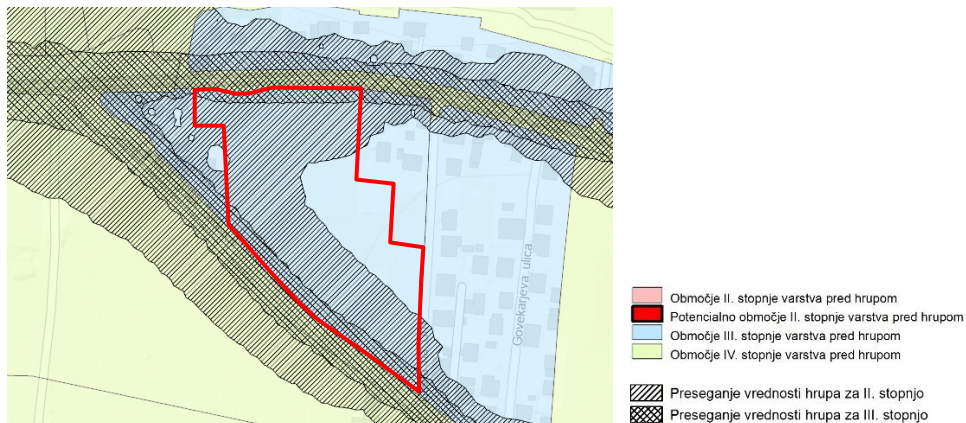 Govekarjeva ulica
Območje II. stopnje varstva pred hrupom
Potencialno območje II. stopnje varstva pred hrupom
Območje III. stopnje varstva pred hrupom
Območje IV. stopnje varstva pred hrupom
Preseganje vrednosti hrupa za II. stopnjo
Preseganje vrednosti hrupa za III. stopnjo